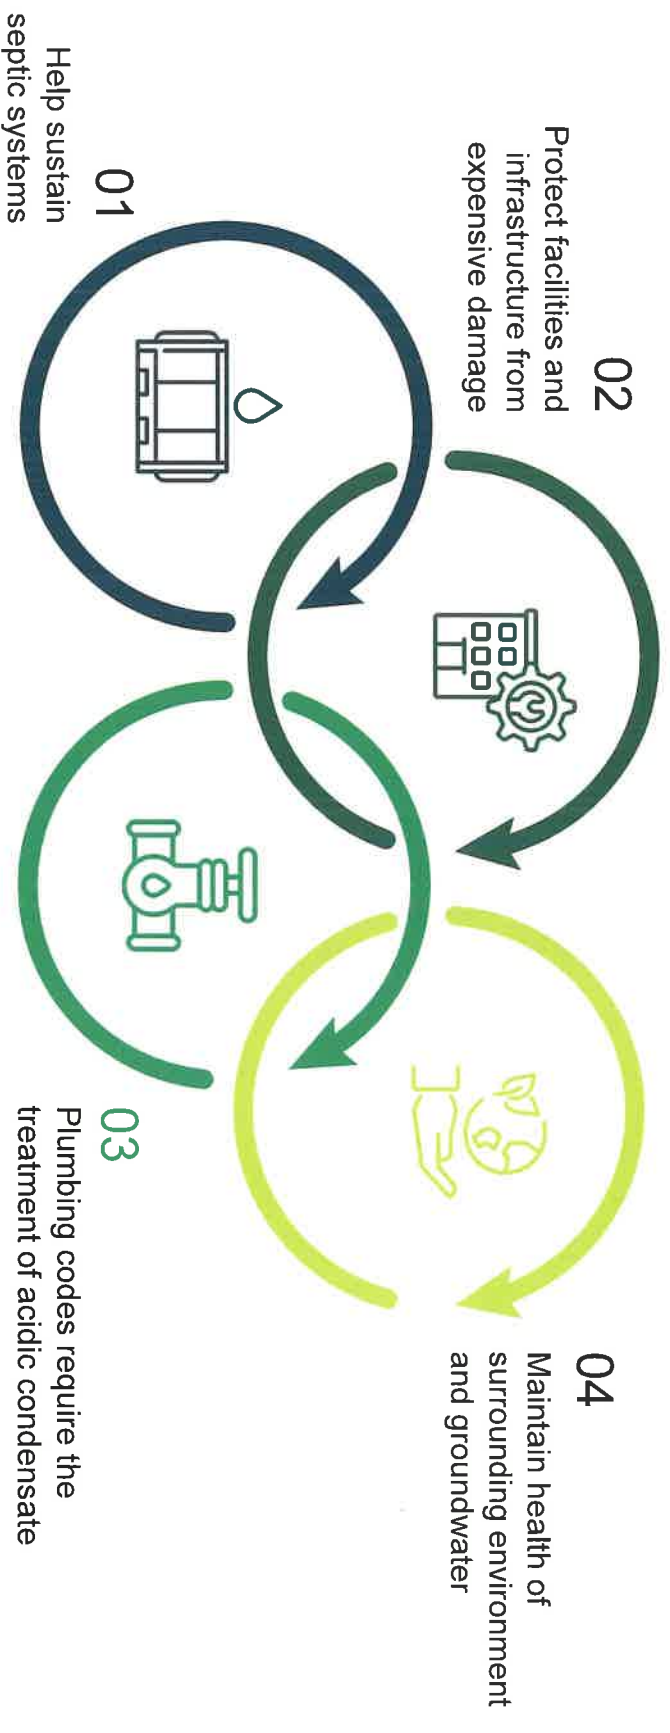 01
Help sustain
septic systems
02
Protect facilities and
infrastructure from
expensive damage
03
Plumbing codes require the
treatment of acidic condensate
04
Maintain health of
surrounding environment
and groundwater